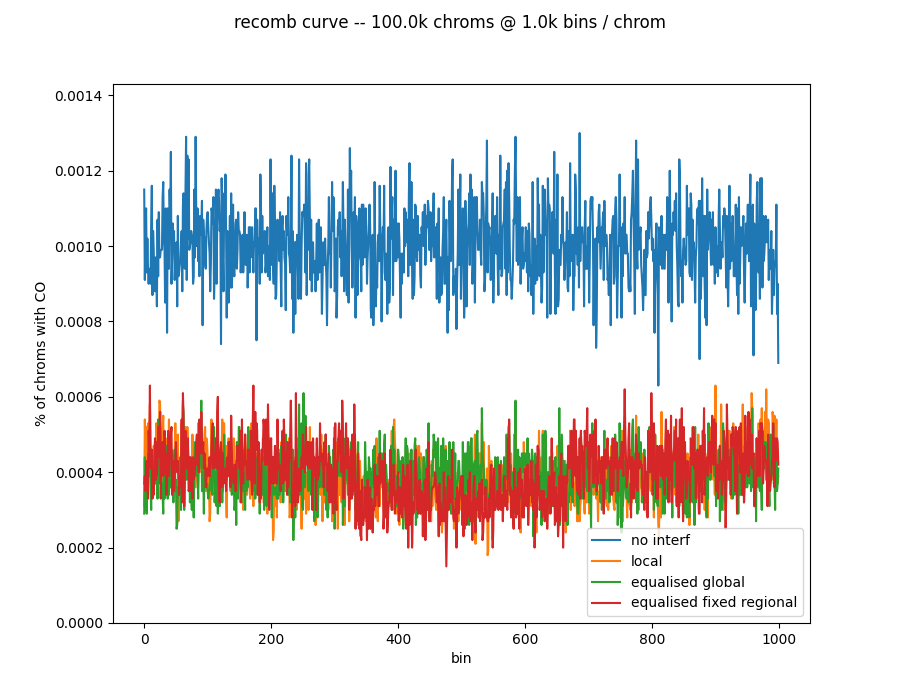 recomb curve -- 100.0k chroms @ 1.0k bins / chrom
% of chroms with CO
0.0014
0.0012
0.0010
0.0008
0.0006
0.0004
0.0002
0.0000
0
200
400
600
800
1000
bin
no interf
local
equalised global
equalised fixed regional